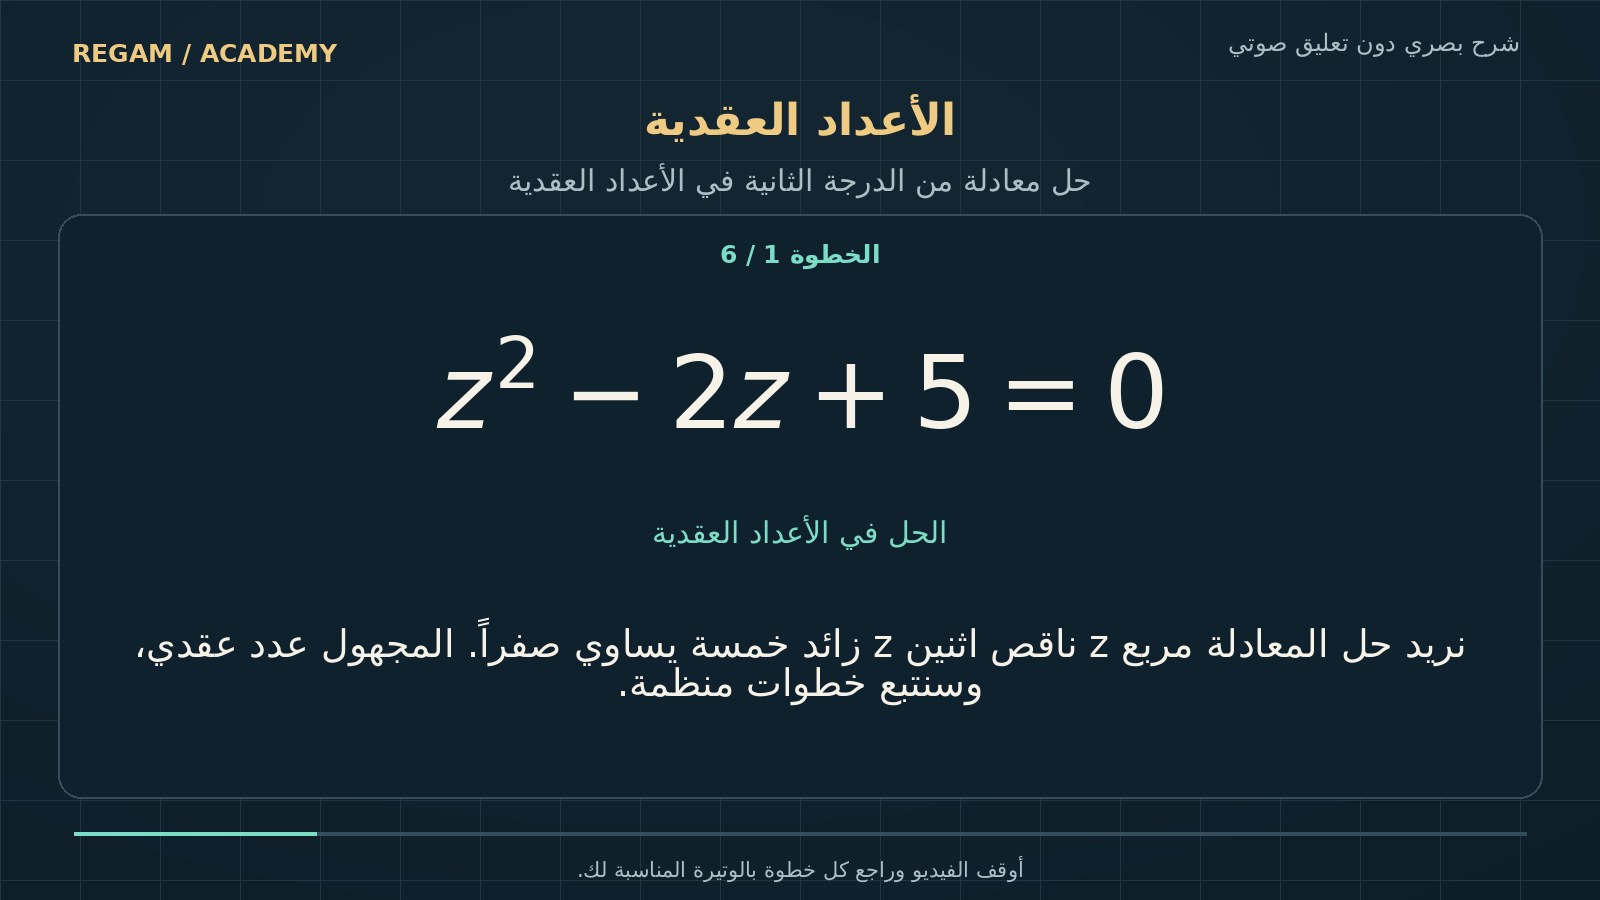 REGAM / ACADEMY
شرح بصري دون تعليق صوتي
الأعداد العقدية
حل معادلة من الدرجة الثانية في الأعداد العقدية
الخطوة 1 / 6
z² − 2z + 5 = 0
الحل في الأعداد العقدية
نريد حل المعادلة مربع z ناقص اثنين z زائد خمسة يساوي صفراً. المجهول عدد عقدي،
وسنتبع خطوات منظمة.
أوقف الفيديو وراجع كل خطوة بالوتيرة المناسبة لك.